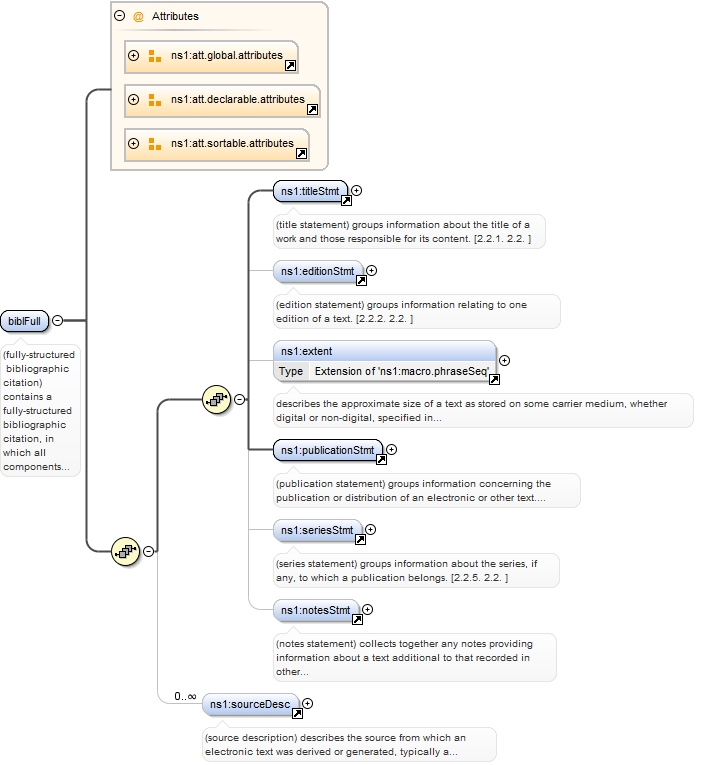 Attributes
ns1:att.global.attributes
ns1:att.declarable.attributes
ns1:att.sortable.attributes
ns1:titleStmt
(title statement) groups information about the title of a
work and those responsible for its content. [2.2.1. 2.2. ]
ns1:editionStmt
(edition statement) groups information relating to one
edition of a text. [2.2.2. 2.2. ]
biblFull
(fully-structured
bibliographic
citation)
contains a
fully-structured
bibliographic
citation, in
which all
components...
ns1:extent
Type Extension of 'ns1:macro.phraseSeq'
describes the approximate size of a text as stored on some carrier medium, whether
digital or non-digital, specified in...
ns1:publicationStmt
(publication statement) groups information concerning the
publication or distribution of an electronic or other text....
ns1:seriesStmt
(series statement) groups information about the series, if
any, to which a publication belongs. [2.2.5. 2.2. ]
ns1:notesStmt
(notes statement) collects together any notes providing
information about a text additional to that recorded in
other...
0..∞
ns1:sourceDesc
(source description) describes the source from which an
electronic text was derived or generated, typically a...